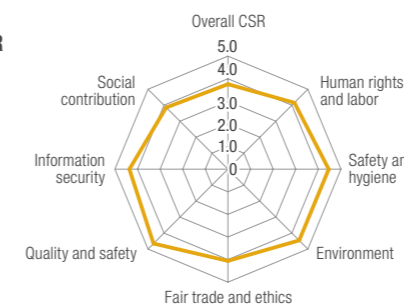 R
Overall CSR
5.0
4.0
3.0
2.0
1.0
0
Human rights
and labor
Safety an
hygiene
Environment
Fair trade and ethics
Quality and safety
Information
security
Social
contribution